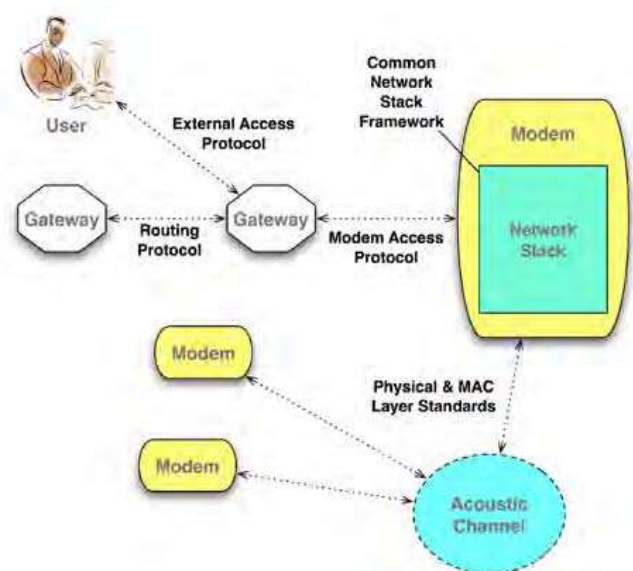 User
External Access
Protocol
Common
Network
Stack
Framework
Modem
Gateway
Routing
Protocol
Gateway
Modem Access
Protocol
Network
Stack
Modem
Physical & MAC
Layer Standards
Modem
Acoustic
Channel